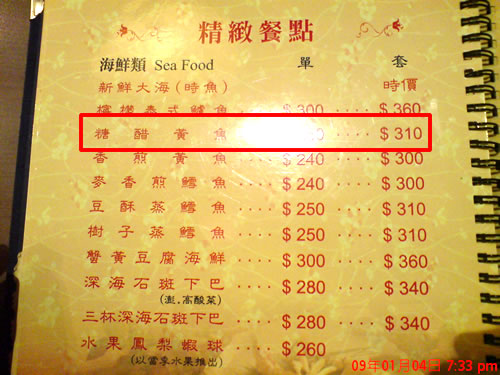 精緻餐點
海鮮類 Sea Food 單 套
新鮮大海(時魚) 時價
檸檬泰式鱸魚 $300 ···· $360
糖醋黃魚 ···· $310
香煎黃魚 $240 ···· $300
麥香煎鱈魚 ···· $240 ···· $300
豆酥蒸鱈魚 ···· $250 ···· $310
樹子蒸鱈魚 ···· $250 ···· $310
蟹黃豆腐海鮮 ···· $300 ···· $360
深海石斑下巴 ···· $280 ···· $340
(澎.高酸菜)
三杯深海石斑下巴 ···· $280 ···· $340
水果鳳梨蝦球 ···· $260
(以當季水果推出)
09年01月04日 7:33 pm